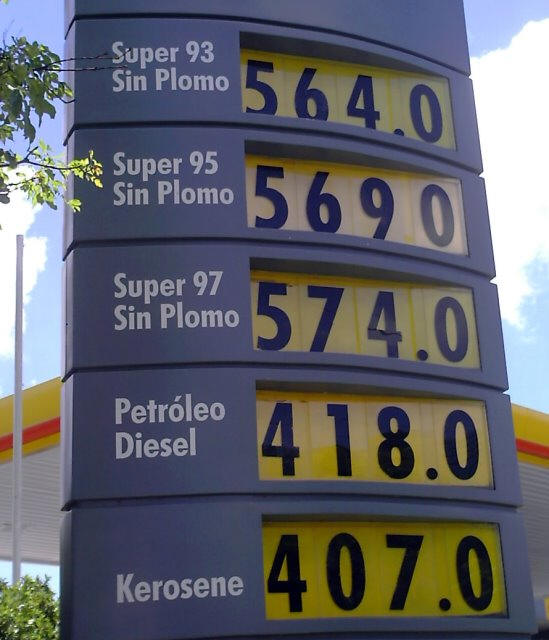 Super 93
Sin Plomo
564.0
Super 95
Sin Plomo
569 0
Super 97
Sin Plomo
574.0
Petróleo
Diesel
418.0
Kerosene
407.0